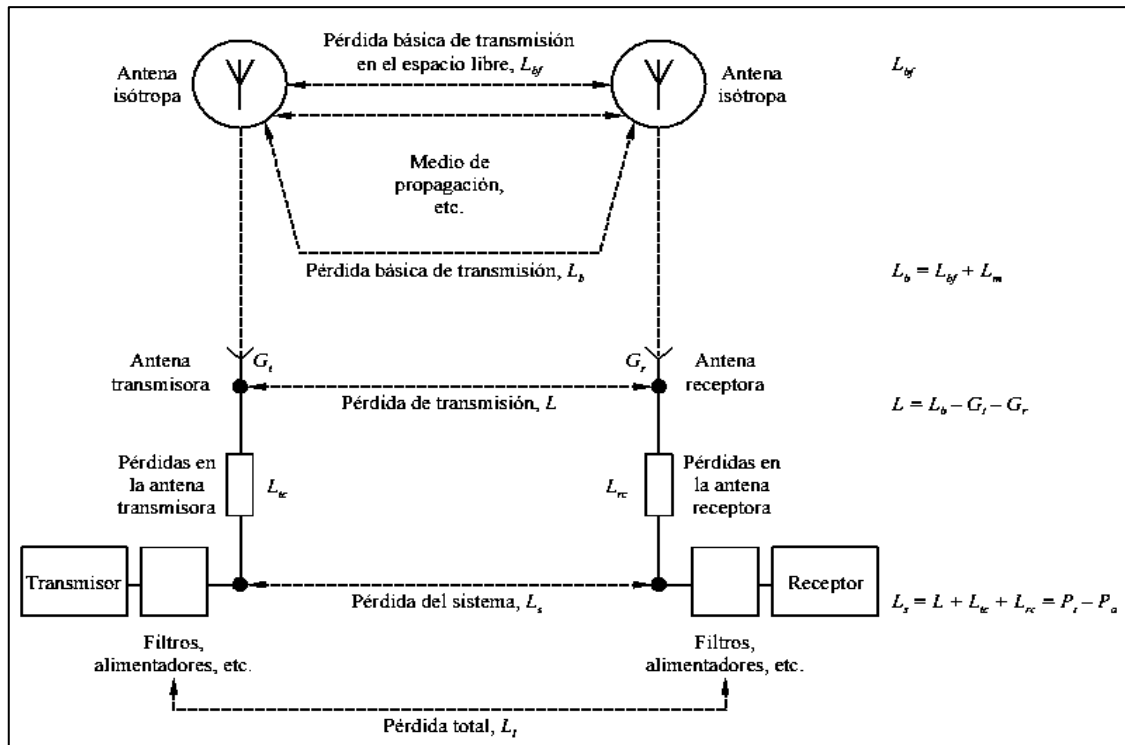 Pérdida básica de transmisión
en el espacio libre, L_bf
Antena
isótropa
Antena
isótropa
L_bf
Medio de
propagación,
etc.
Pérdida básica de transmisión, L_b
L_b = L_bf + L_m
Antena
transmisora
G_t
G_r
Antena
receptora
Pérdida de transmisión, L
L = L_b – G_t – G_r
Pérdidas en
la antena
transmisora
L_tc
L_rc
Pérdidas en
la antena
receptora
Transmisor
Receptor
Pérdida del sistema, L_s
L_s = L + L_tc + L_rc = P_t – P_a
Filtros,
alimentadores, etc.
Filtros,
alimentadores, etc.
Pérdida total, L_l